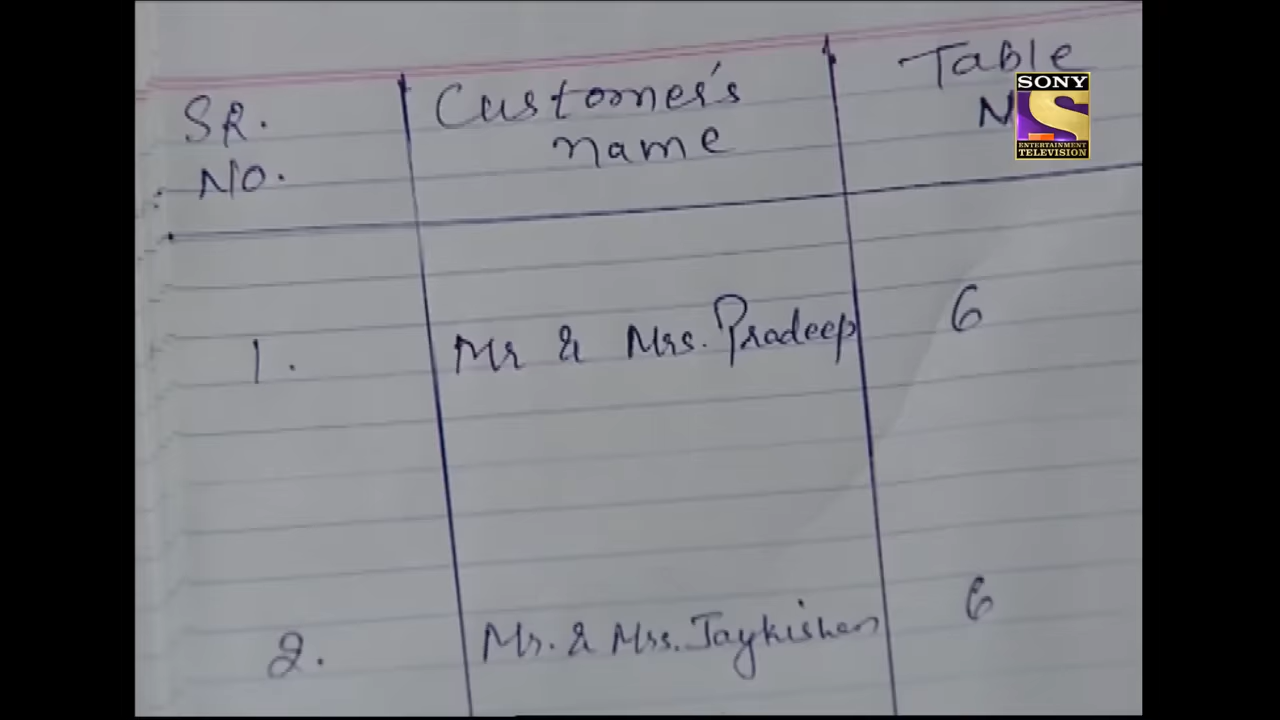 SR. NO.
Customer's name
Table N
SONY
S
ENTERTAINMENT
TELEVISION
1. Mr & Mrs. Pradeep 6
2. Mr. & Mrs. Jaykishen 6